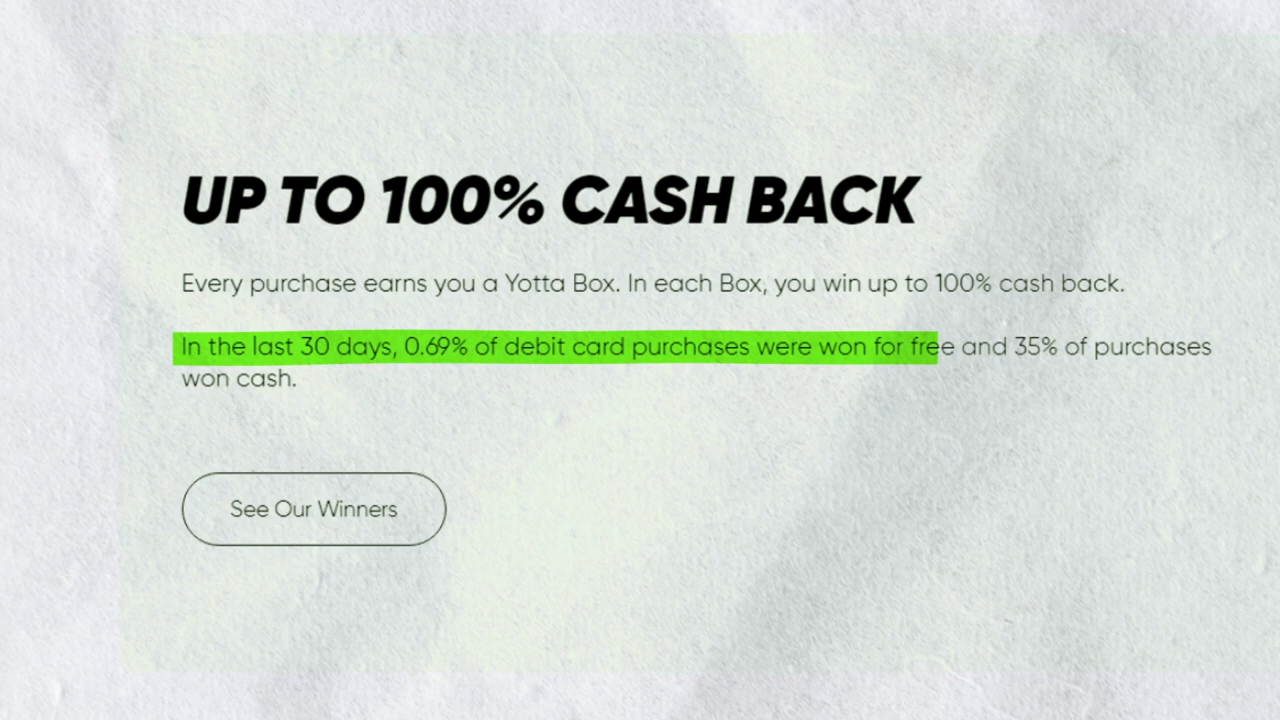 UP TO 100% CASH BACK
Every purchase earns you a Yotta Box. In each Box, you win up to 100% cash back.
In the last 30 days, 0.69% of debit card purchases were won for free and 35% of purchases
won cash.
See Our Winners